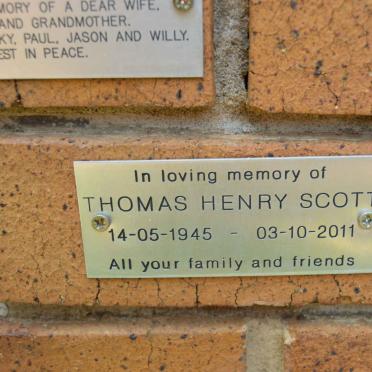 MORY OF A DEAR WIFE,
AND GRANDMOTHER.
KY, PAUL, JASON AND WILLY.
EST IN PEACE.
In loving memory of
THOMAS HENRY SCOTT
14-05-1945 - 03-10-2011
All your family and friends